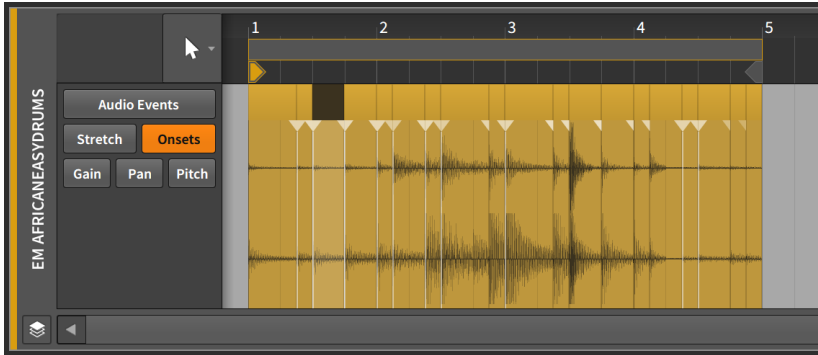 1 2 3 4 5
EM AFRICANEASYDRUMS
Audio Events
Stretch Onsets
Gain Pan Pitch